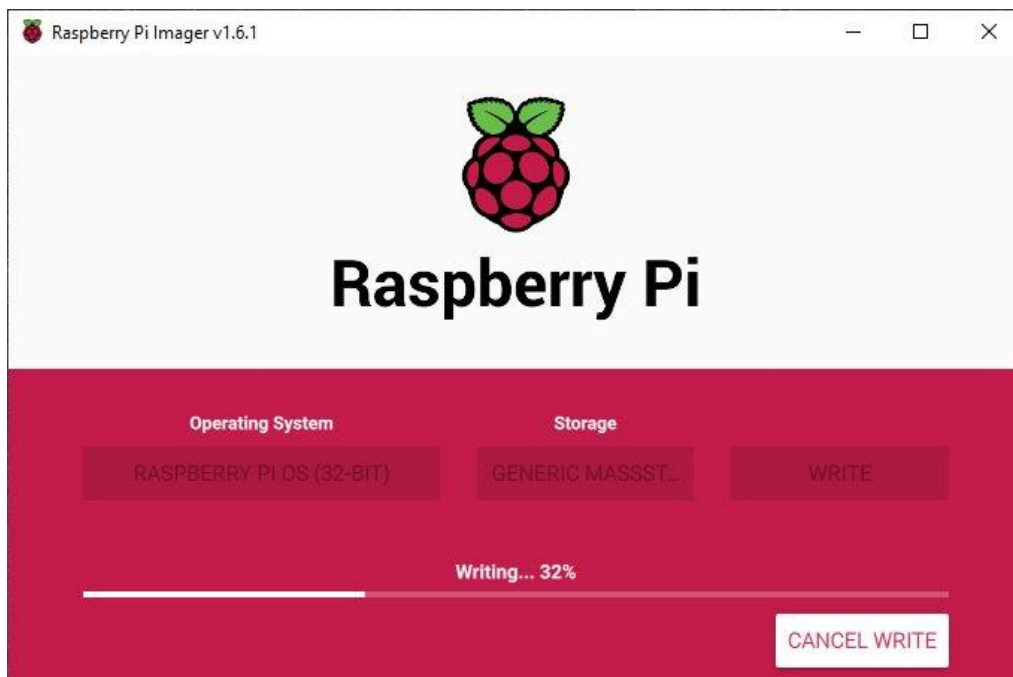 Raspberry Pi Imager v1.6.1
Raspberry Pi
Operating System Storage
RASPBERRY PI OS (32-BIT) GENERIC MASSST... WRITE
Writing... 32%
CANCEL WRITE